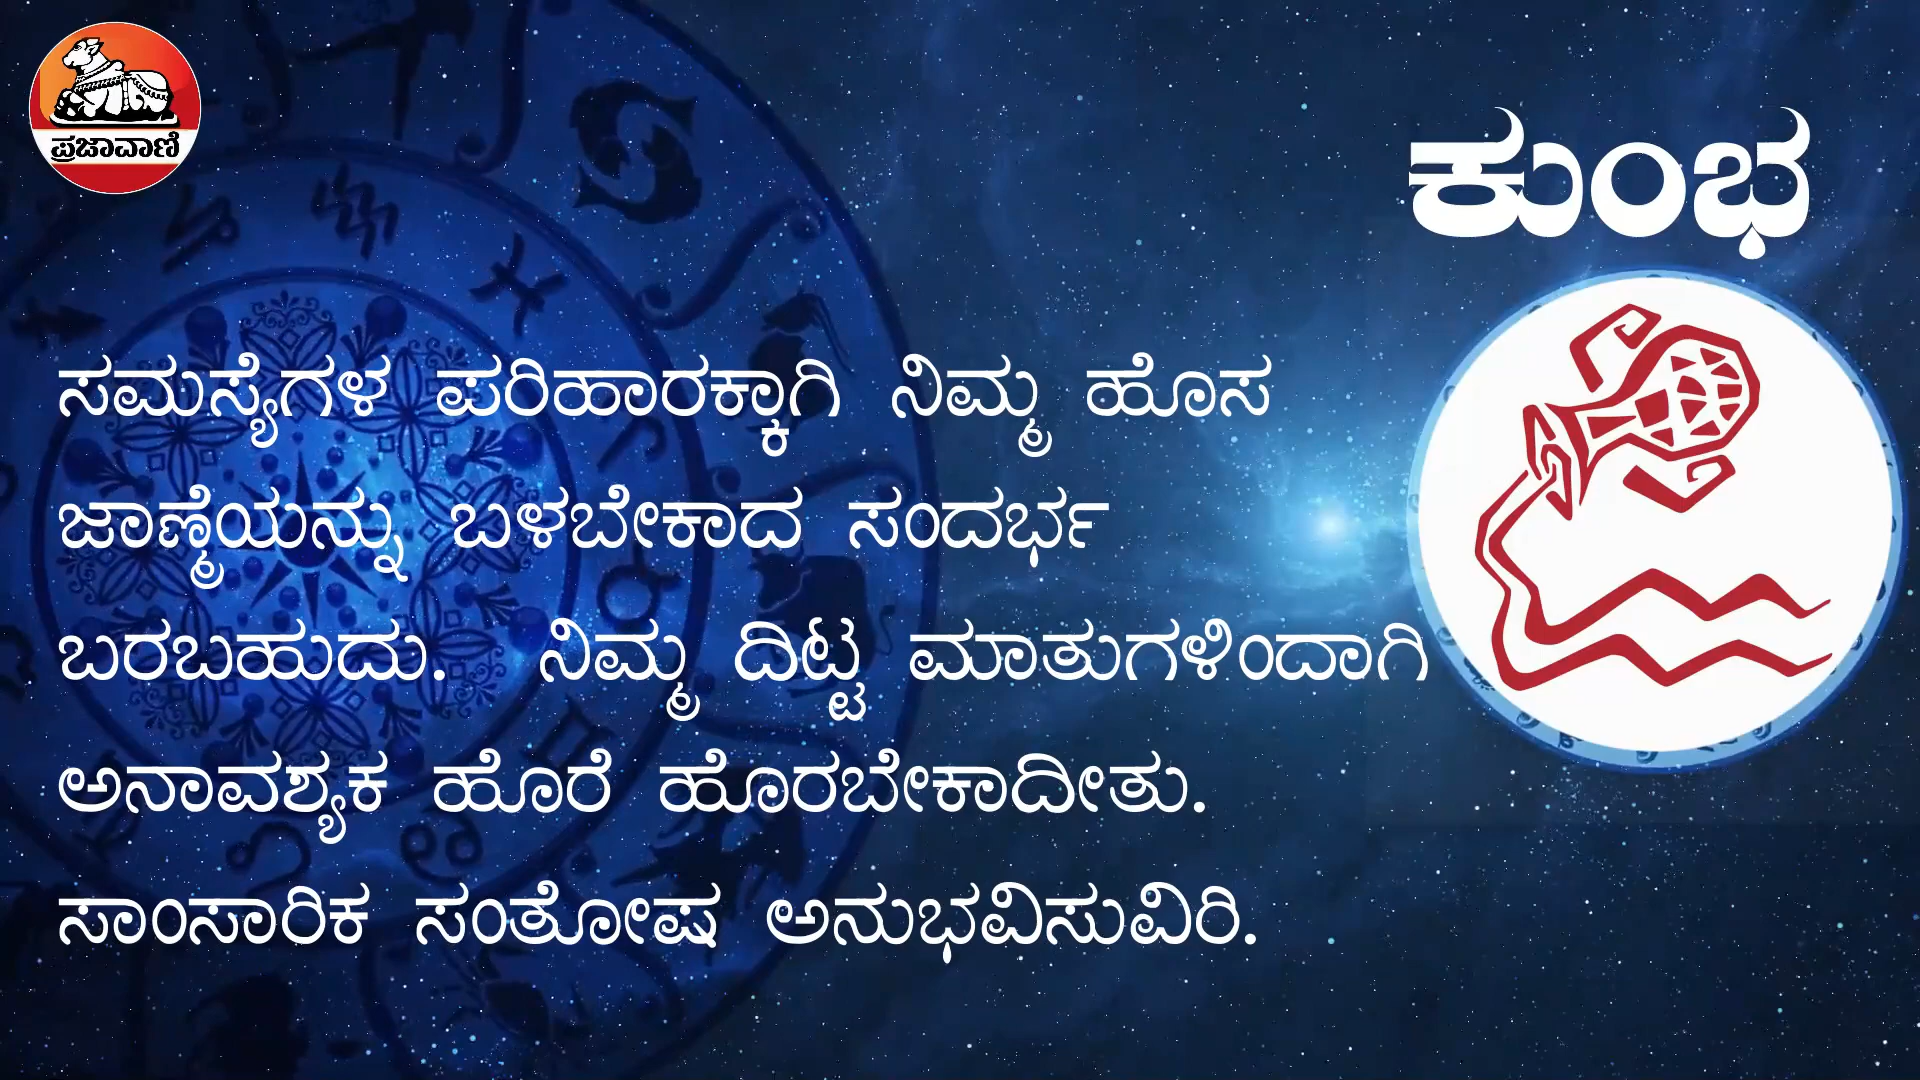 ಪ್ರಜಾವಾಣಿ
ಕುಂಭ
ಸಮಸ್ಯೆಗಳ ಪರಿಹಾರಕ್ಕಾಗಿ ನಿಮ್ಮ ಹೊಸ
ಜಾಣ್ಮೆಯನ್ನು ಬಳಬೇಕಾದ ಸಂದರ್ಭ
ಬರಬಹುದು. ನಿಮ್ಮ ದಿಟ್ಟ ಮಾತುಗಳಿಂದಾಗಿ
ಅನಾವಶ್ಯಕ ಹೊರೆ ಹೊರಬೇಕಾದೀತು.
ಸಾಂಸಾರಿಕ ಸಂತೋಷ ಅನುಭವಿಸುವಿರಿ.